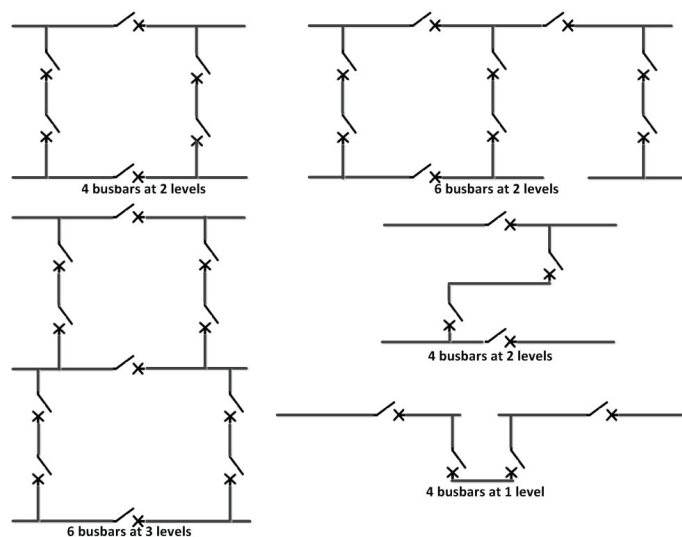 4 busbars at 2 levels
6 busbars at 2 levels
4 busbars at 2 levels
4 busbars at 1 level
6 busbars at 3 levels